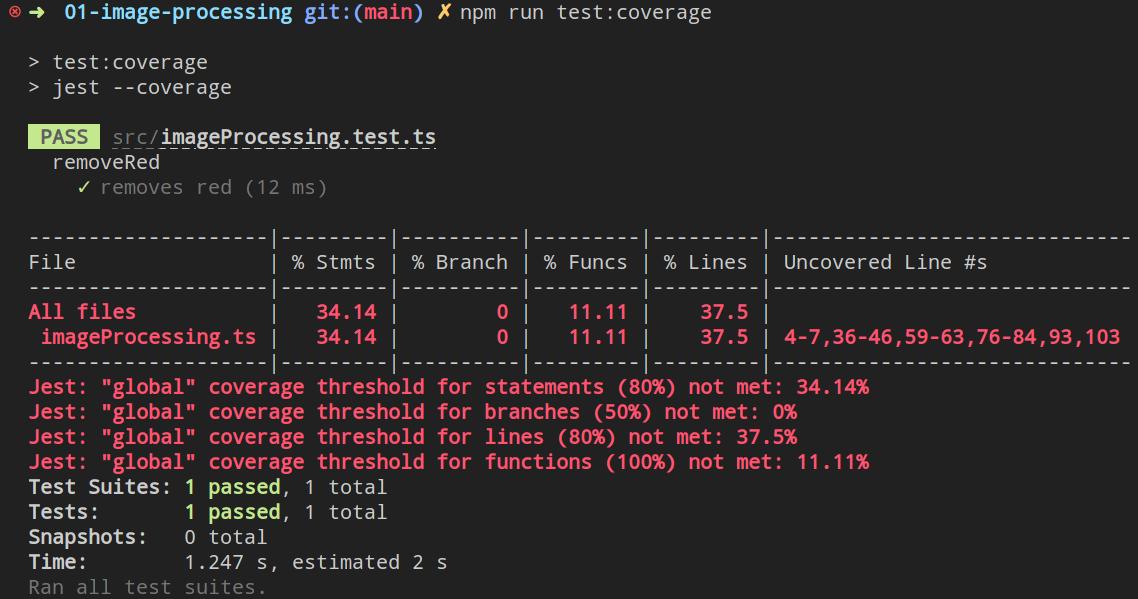 ➜ 01-image-processing git:(main) ✗ npm run test:coverage
> test:coverage
> jest --coverage
PASS src/imageProcessing.test.ts
removeRed
✓ removes red (12 ms)
--------------------|---------|----------|---------|---------|------------------------------
File                | % Stmts | % Branch | % Funcs | % Lines | Uncovered Line #s
--------------------|---------|----------|---------|---------|------------------------------
All files           |   34.14 |        0 |   11.11 |    37.5 |
 imageProcessing.ts |   34.14 |        0 |   11.11 |    37.5 | 4-7,36-46,59-63,76-84,93,103
--------------------|---------|----------|---------|---------|------------------------------
Jest: "global" coverage threshold for statements (80%) not met: 34.14%
Jest: "global" coverage threshold for branches (50%) not met: 0%
Jest: "global" coverage threshold for lines (80%) not met: 37.5%
Jest: "global" coverage threshold for functions (100%) not met: 11.11%
Test Suites: 1 passed, 1 total
Tests:       1 passed, 1 total
Snapshots:   0 total
Time:        1.247 s, estimated 2 s
Ran all test suites.